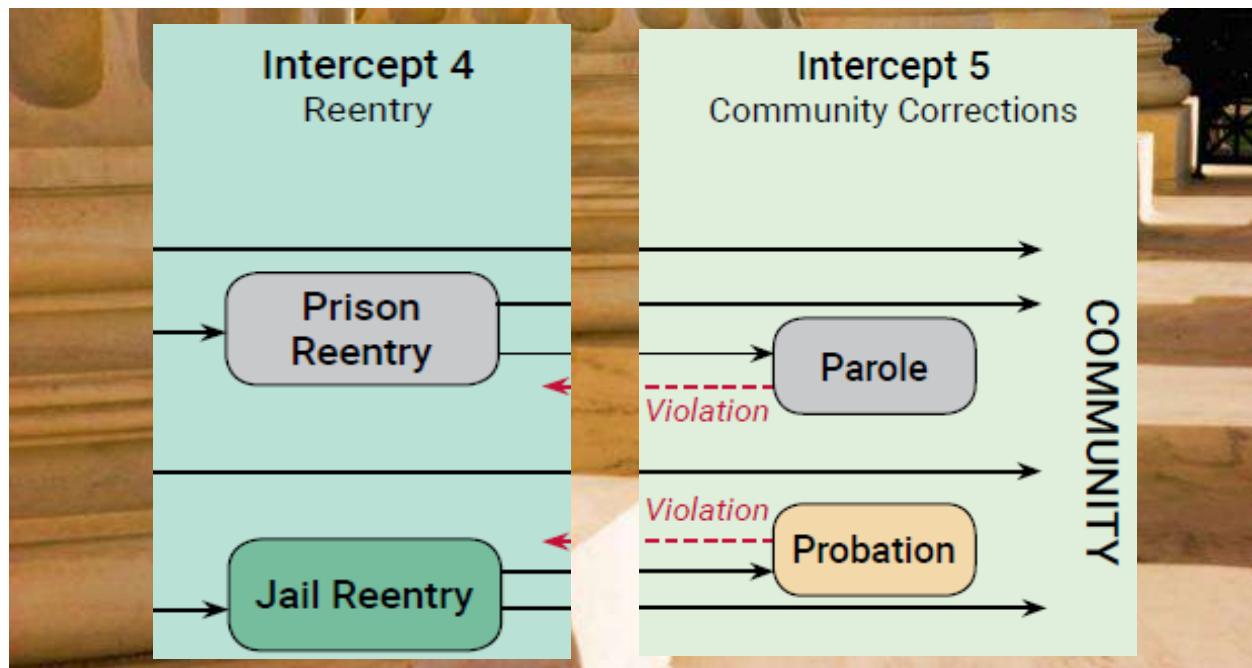 Intercept 4
Reentry
Prison
Reentry
Jail Reentry
Intercept 5
Community Corrections
Parole
Violation
Violation
Probation
COMMUNITY